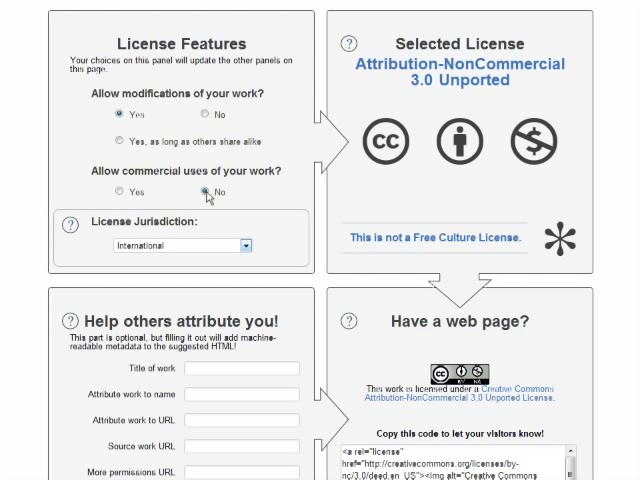 License Features
Your choices on this panel will update the other panels on
this page.
Allow modifications of your work?
Yes
No
Yes, as long as others share alike
Allow commercial uses of your work?
Yes
No
? License Jurisdiction:
International
? Selected License
Attribution-NonCommercial
3.0 Unported
cc
$
This is not a Free Culture License.
? Help others attribute you!
This part is optional, but filling it out will add machine-
readable metadata to the suggested HTML!
Title of work
Attribute work to name
Attribute work to URL
Source work URL
More permissions URL
? Have a web page?
cc $
BY NC
This work is licensed under a Creative Commons
Attribution-NonCommercial 3.0 Unported License.
Copy this code to let your visitors know!
<a rel="license"
href="http://creativecommons.org/licenses/by-
nc/3.0/deed.en_US"><img alt="Creative Commons